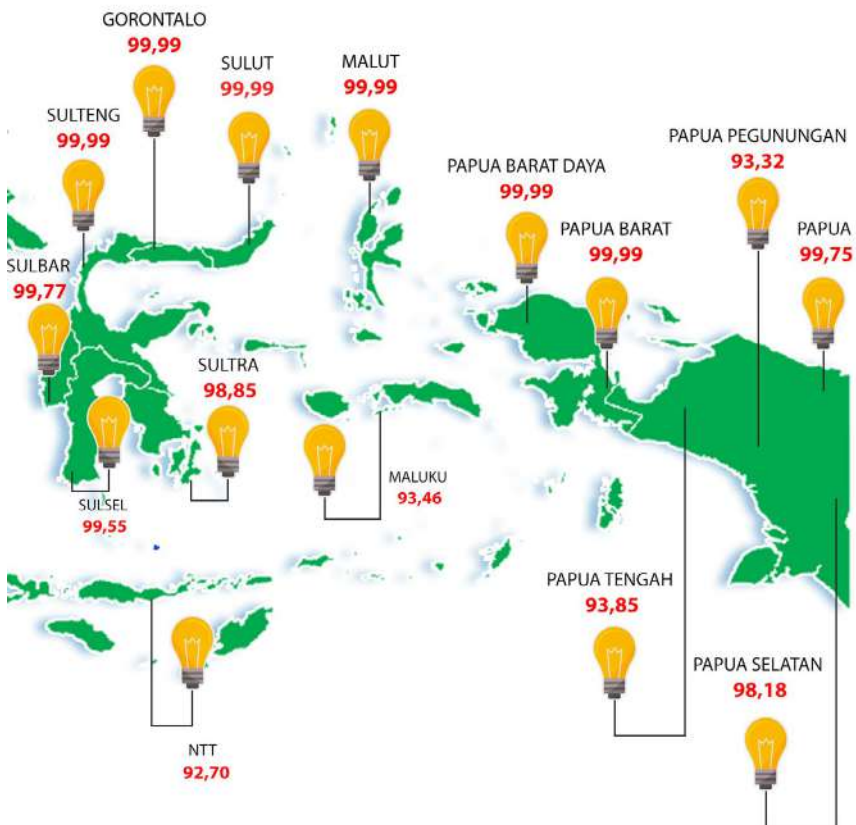 GORONTALO
99,99
SULUT
99,99
MALUT
99,99
SULTENG
99,99
PAPUA PEGUNUNGAN
93,32
PAPUA BARAT DAYA
99,99
PAPUA BARAT
99,99
PAPUA
99,75
SULBAR
99,77
SULTRA
98,85
MALUKU
93,46
SULSEL
99,55
PAPUA TENGAH
93,85
PAPUA SELATAN
98,18
NTT
92,70